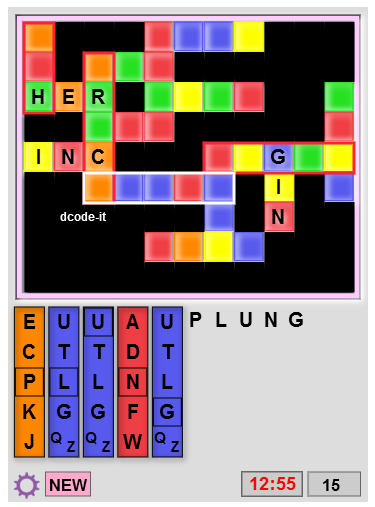 H E R
I N C G
I
dcode-it
N
E U U A U P L U N G
C T T D T
P L L N L
K G G F G
J Q Z Q Z W Q Z
NEW 12:55 15